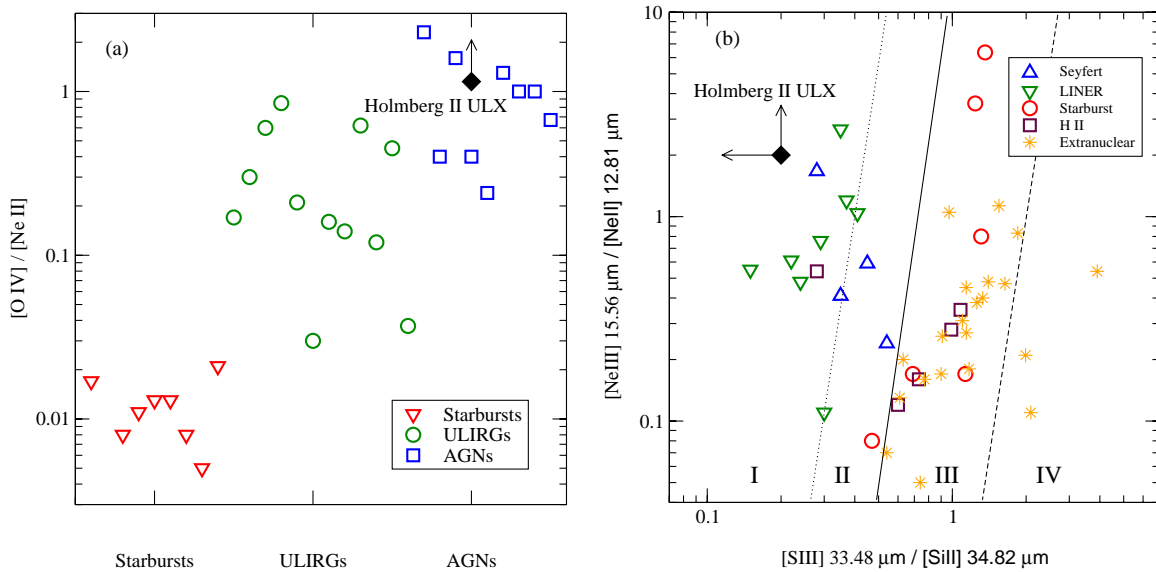 (a)
10
1
0.1
0.01
[O IV] / [Ne II]
Holmberg II ULX
Starbursts
ULIRGs
AGNs
Starbursts
ULIRGs
AGNs
(b)
10
1
0.1
[NeIII] 15.56 μm / [NeII] 12.81 μm
Holmberg II ULX
Seyfert
LINER
Starburst
H II
Extranuclear
I
II
III
IV
0.1
1
[SIII] 33.48 μm / [SiII] 34.82 μm